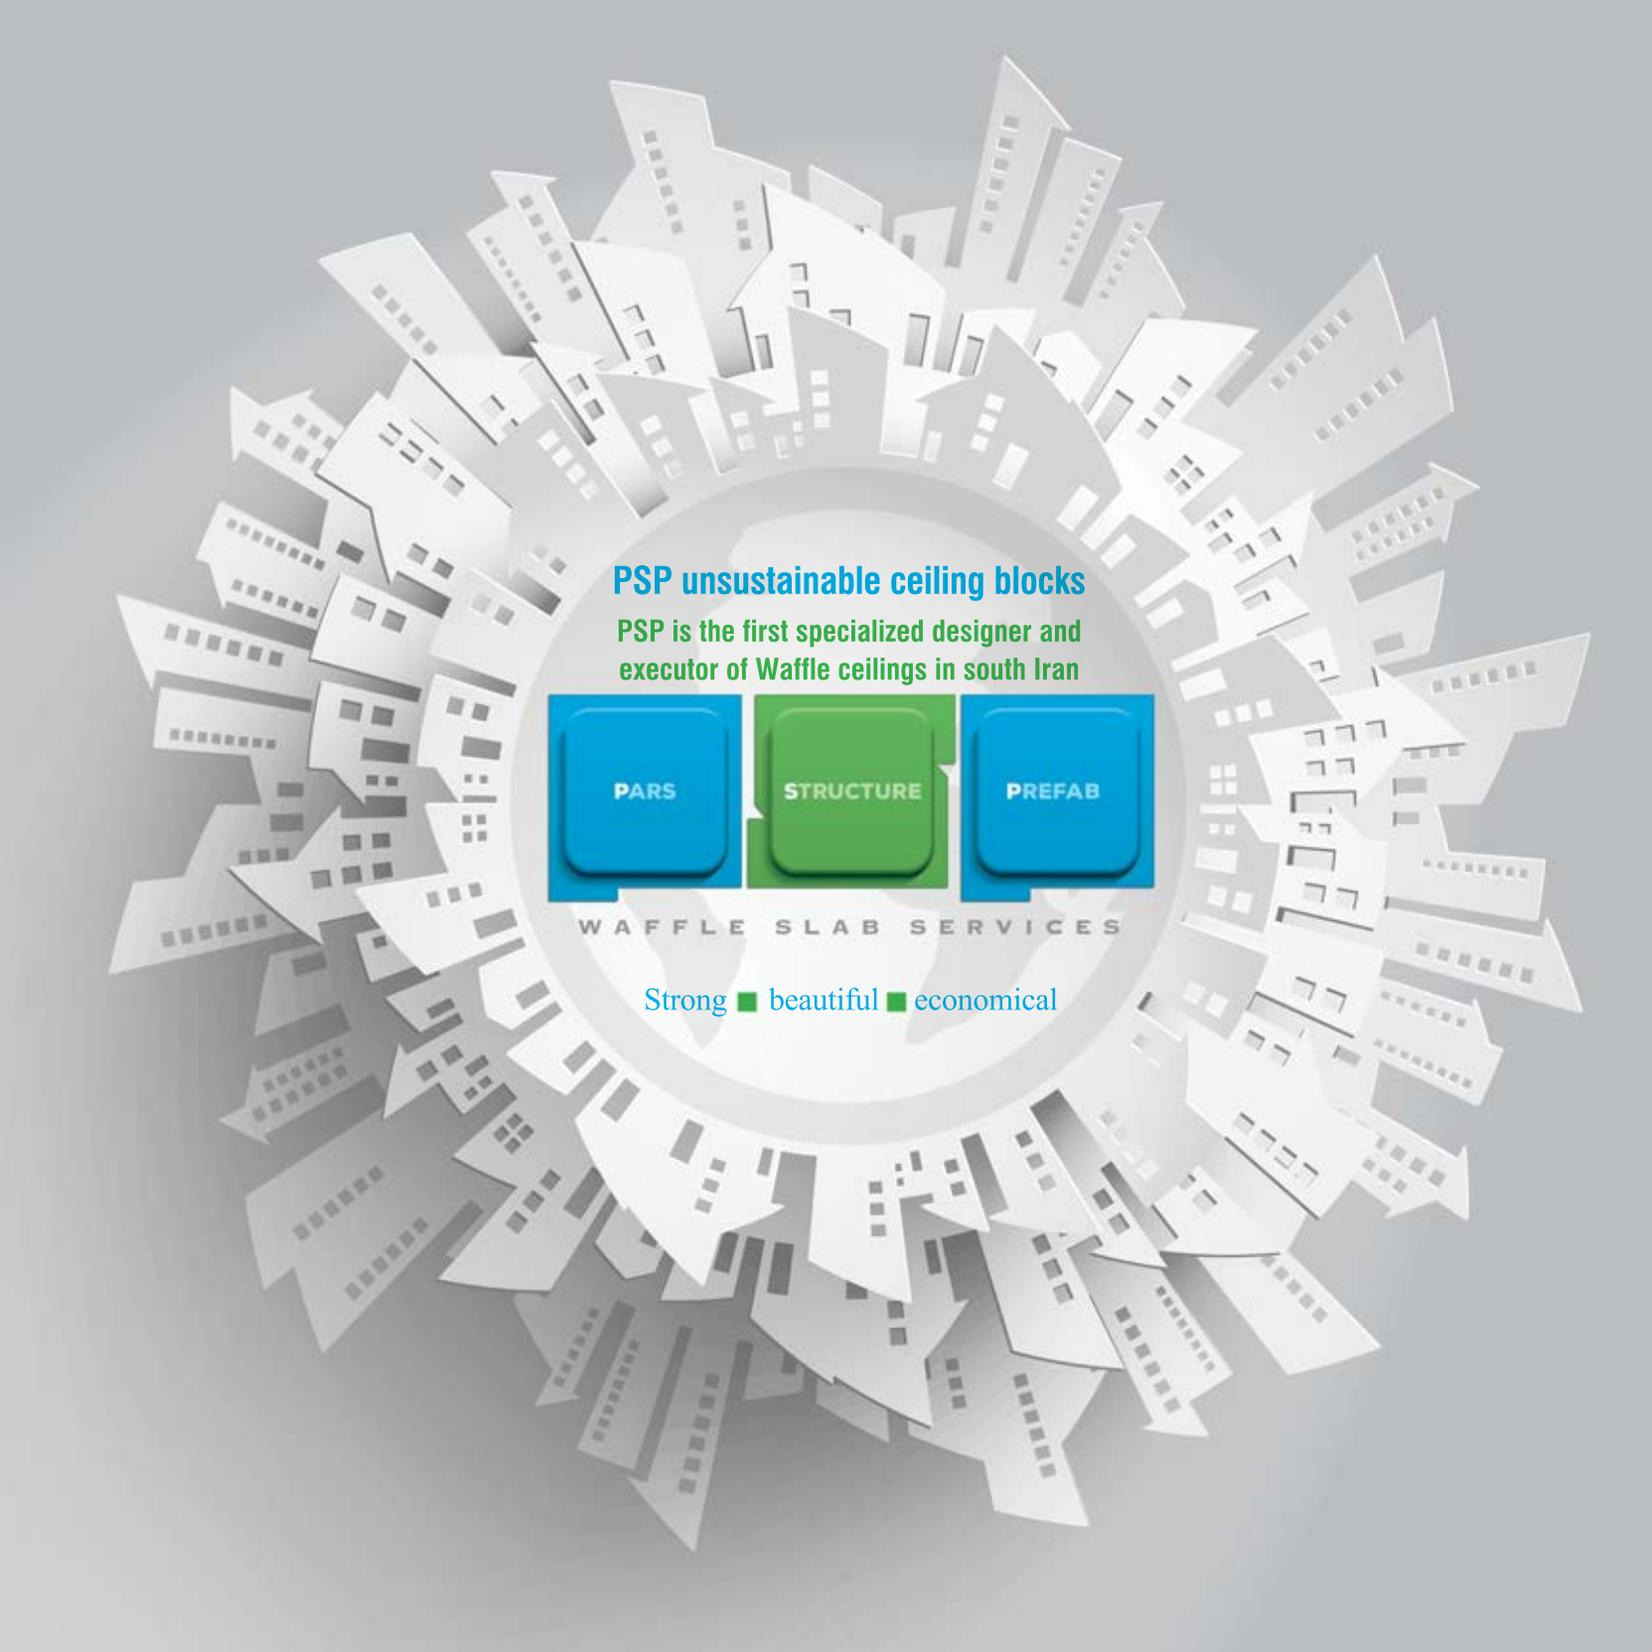 PSP unsustainable ceiling blocks
PSP is the first specialized designer and
executor of Waffle ceilings in south Iran
PARS STRUCTURE PREFAB
WAFFLE SLAB SERVICES
Strong ■ beautiful ■ economical